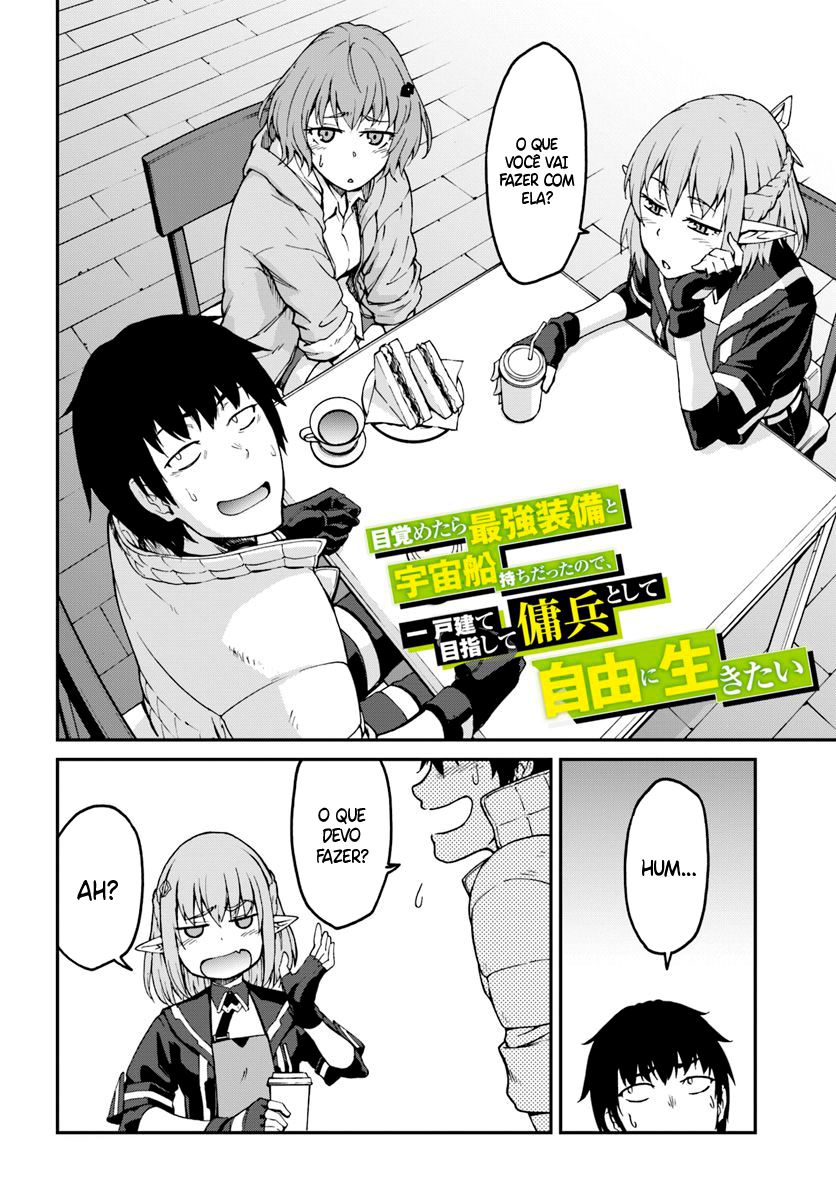 O QUE
VOCÊ VAI
FAZER COM
ELA?
目覚めたら最強装備と
宇宙船持ちだったので、
一戸建て
目指して傭兵として
自由に生きたい
HUM...
O QUE
DEVO
FAZER?
AH?